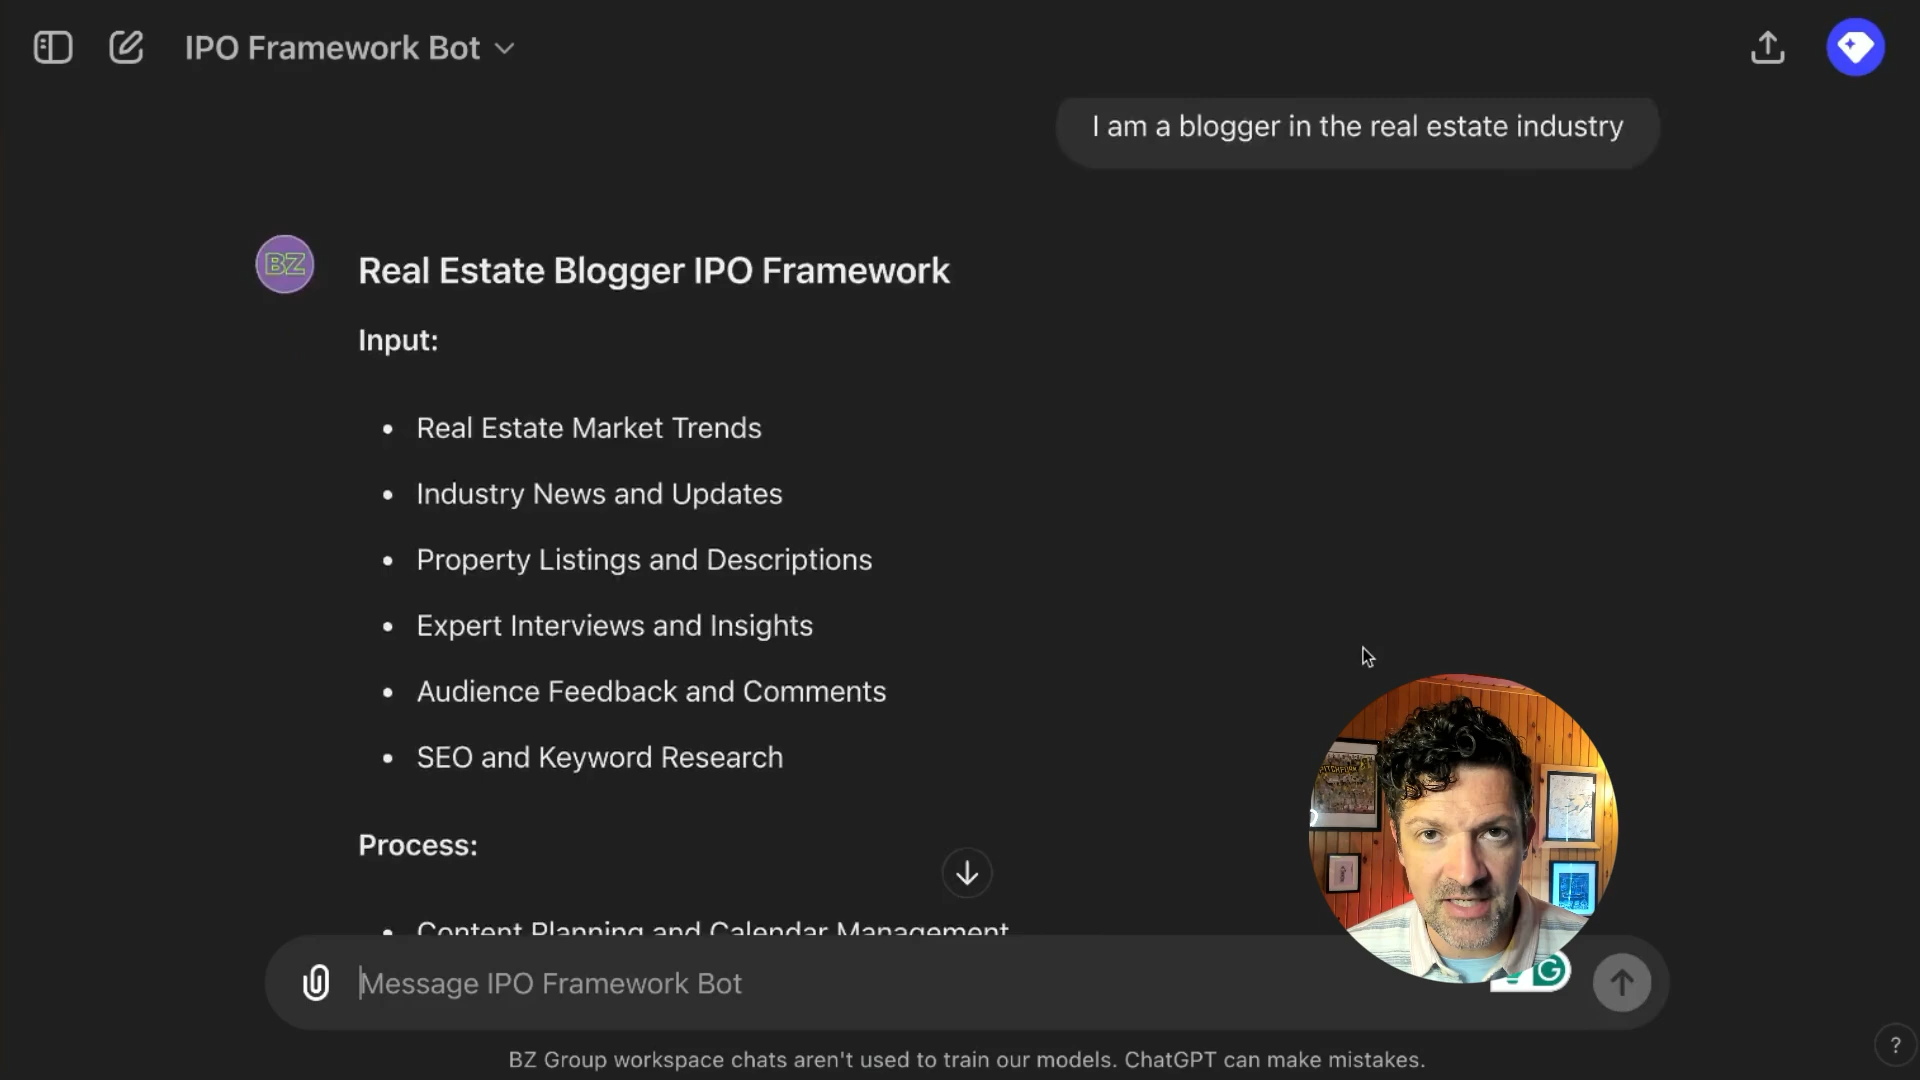 IPO Framework Bot
I am a blogger in the real estate industry
BZ
Real Estate Blogger IPO Framework
Input:
• Real Estate Market Trends
• Industry News and Updates
• Property Listings and Descriptions
• Expert Interviews and Insights
• Audience Feedback and Comments
• SEO and Keyword Research
Process:
• Content Planning and Calendar Management
Message IPO Framework Bot
G
BZ Group workspace chats aren't used to train our models. ChatGPT can make mistakes.
?